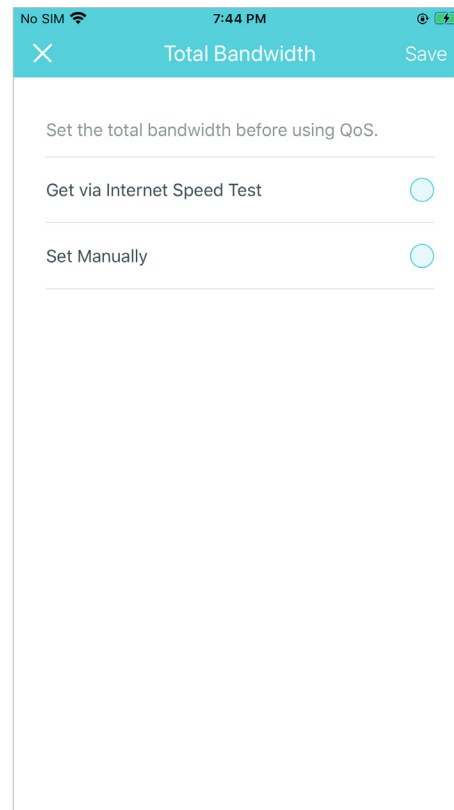 No SIM 7:44 PM
Total Bandwidth Save
Set the total bandwidth before using QoS.
Get via Internet Speed Test
Set Manually